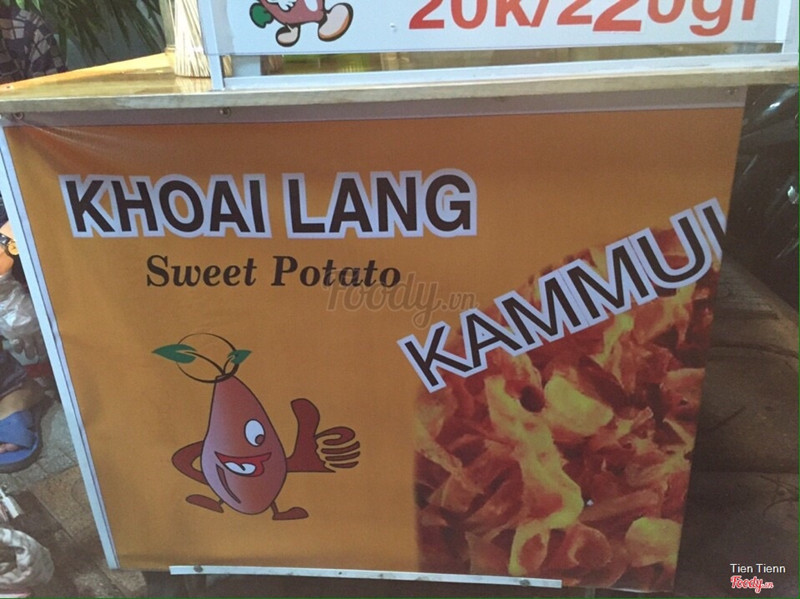 20k/220gr
KHOAI LANG
Sweet Potato
foody.vn
KAMMUI
Tien Tienn
Foody.vn